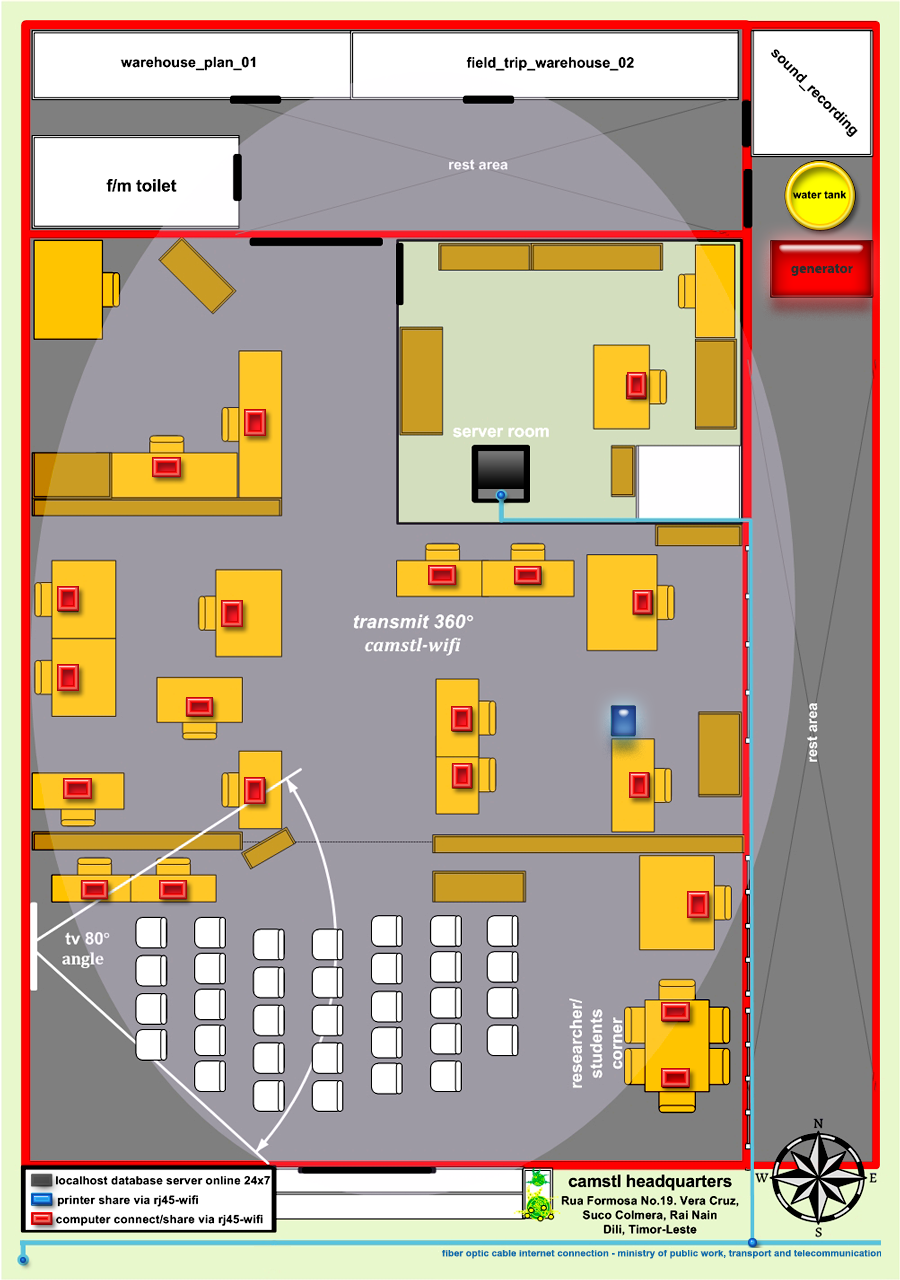 warehouse_plan_01
field_trip_warehouse_02
sound_recording
rest area
f/m toilet
water tank
generator
server room
transmit 360°
camstl-wifi
rest area
tv 80°
angle
researcher/
students
corner
N
W
E
S
localhost database server online 24x7
printer share via rj45-wifi
computer connect/share via rj45-wifi
camstl headquarters
Rua Formosa No.19. Vera Cruz,
Suco Colmera, Rai Nain
Dili, Timor-Leste
fiber optic cable internet connection - ministry of public work, transport and telecommunication